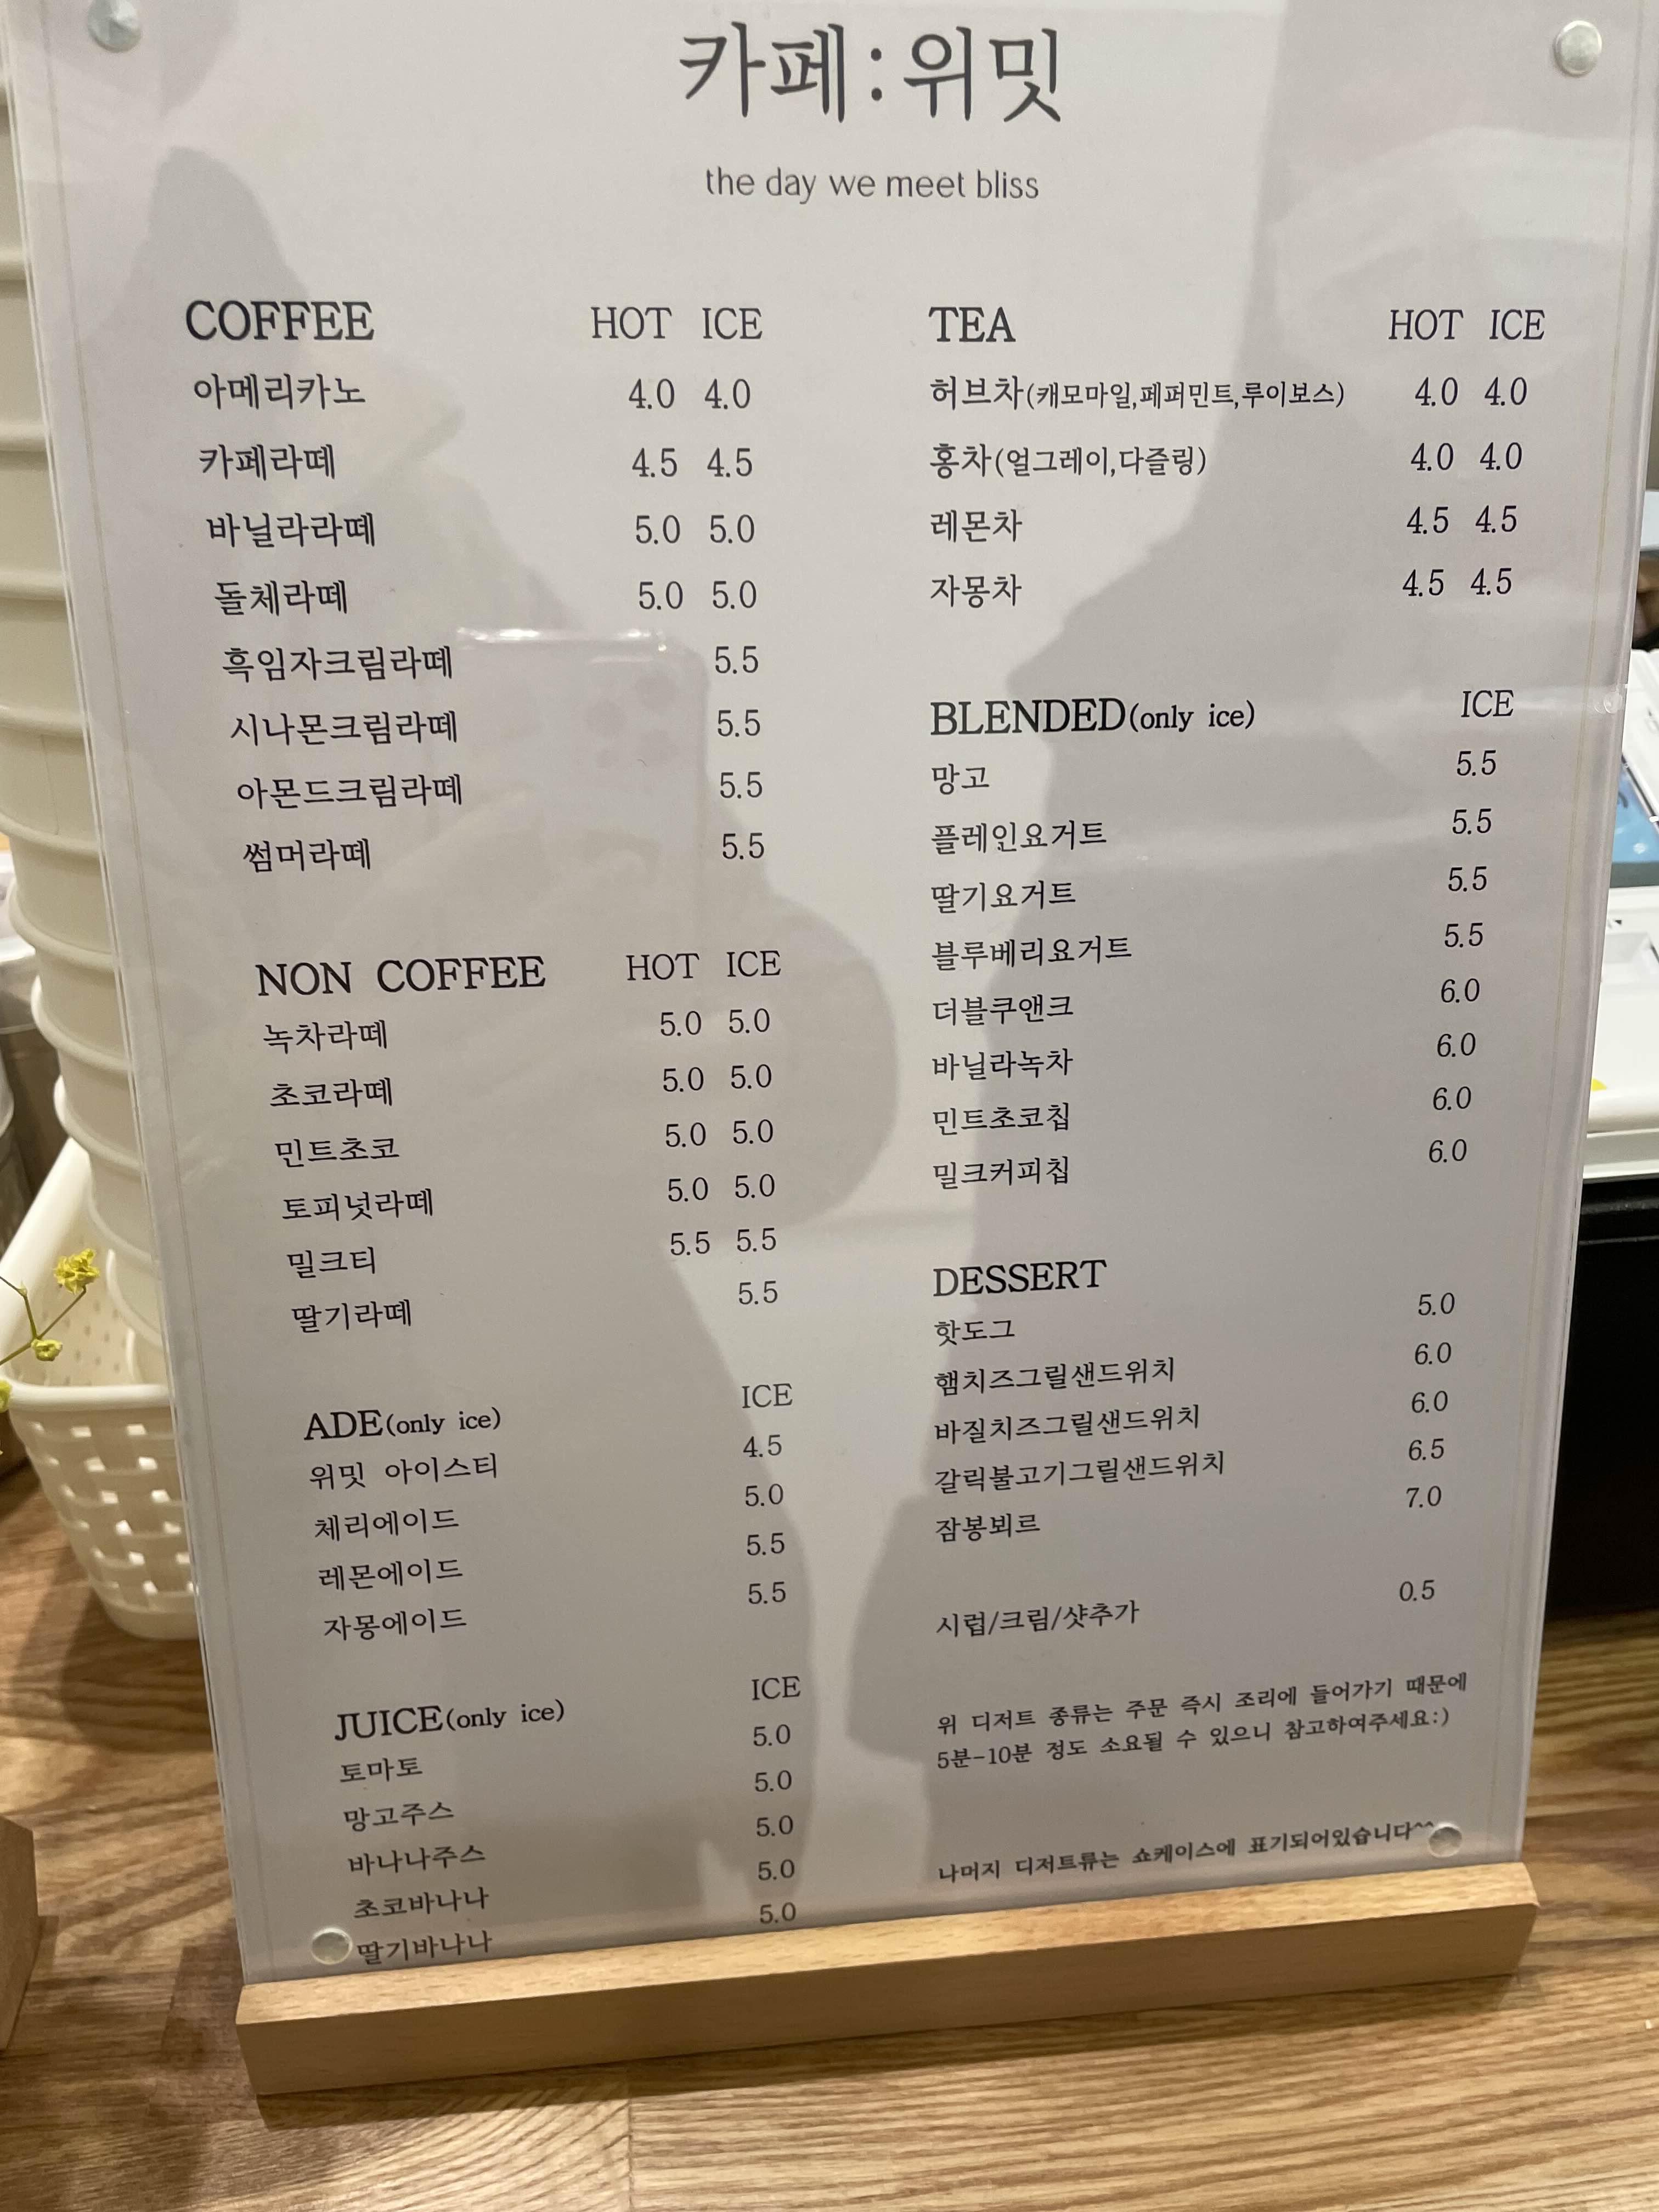 카페:위밋
the day we meet bliss
COFFEE HOT ICE
아메리카노 4.0 4.0
카페라떼 4.5 4.5
바닐라라떼 5.0 5.0
돌체라떼 5.0 5.0
흑임자크림라떼 5.5
시나몬크림라떼 5.5
아몬드크림라떼 5.5
썸머라떼 5.5
NON COFFEE HOT ICE
녹차라떼 5.0 5.0
초코라떼 5.0 5.0
민트초코 5.0 5.0
토피넛라떼 5.0 5.0
밀크티 5.5 5.5
딸기라떼 5.5
ADE(only ice) ICE
위밋 아이스티 4.5
체리에이드 5.0
레몬에이드 5.5
자몽에이드 5.5
JUICE(only ice) ICE
토마토 5.0
망고주스 5.0
바나나주스 5.0
초코바나나 5.0
딸기바나나 5.0
TEA HOT ICE
허브차(캐모마일,페퍼민트,루이보스) 4.0 4.0
홍차(얼그레이,다즐링) 4.0 4.0
레몬차 4.5 4.5
자몽차 4.5 4.5
BLENDED(only ice) ICE
망고 5.5
플레인요거트 5.5
딸기요거트 5.5
블루베리요거트 5.5
더블쿠앤크 6.0
바닐라녹차 6.0
민트초코칩 6.0
밀크커피칩 6.0
DESSERT
핫도그 5.0
햄치즈그릴샌드위치 6.0
바질치즈그릴샌드위치 6.0
갈릭불고기그릴샌드위치 6.5
잠봉뵈르 7.0
시럽/크림/샷추가 0.5
위 디저트 종류는 주문 즉시 조리에 들어가기 때문에
5분-10분 정도 소요될 수 있으니 참고하여주세요:)
나머지 디저트류는 쇼케이스에 표기되어있습니다^^